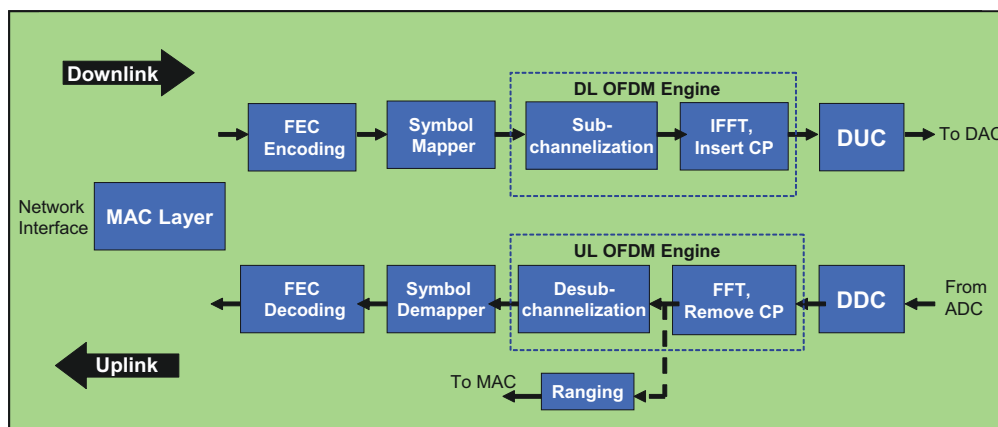 Downlink
DL OFDM Engine
FEC
Encoding
Symbol
Mapper
Sub-
channelization
IFFT,
Insert CP
DUC
To DAC
Network
Interface
MAC Layer
UL OFDM Engine
FEC
Decoding
Symbol
Demapper
Desub-
channelization
FFT,
Remove CP
DDC
From
ADC
Uplink
To MAC
Ranging